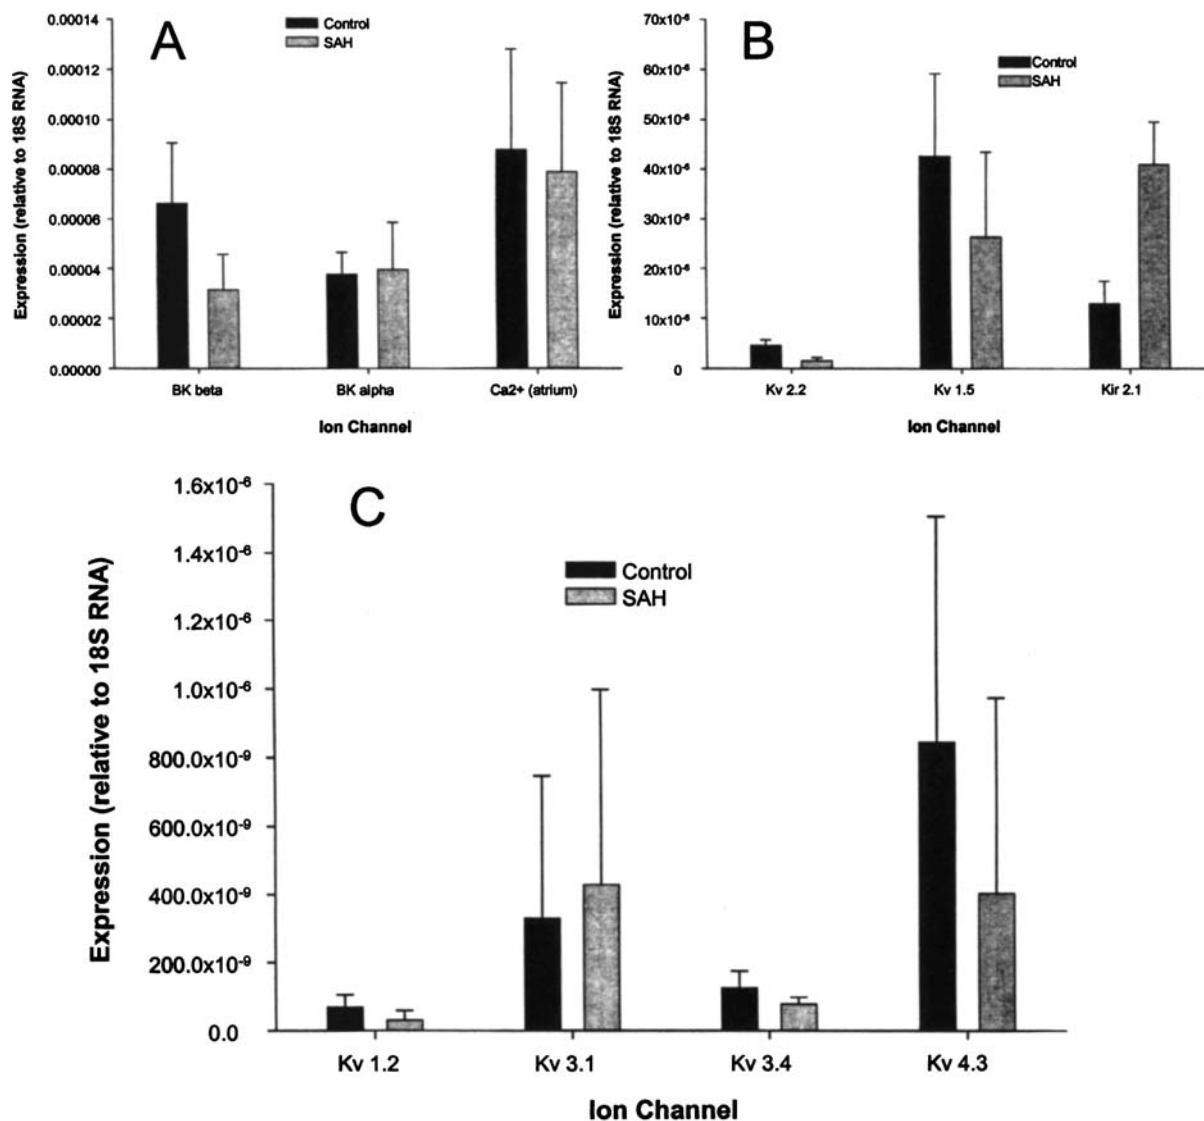 A
Control
SAH
Expression (relative to 18S RNA)
0.00014
0.00012
0.00010
0.00008
0.00006
0.00004
0.00002
0.00000
BK beta
BK alpha
Ca2+ (atrium)
Ion Channel
B
Control
SAH
Expression (relative to 18S RNA)
70x10⁻⁶
60x10⁻⁶
50x10⁻⁶
40x10⁻⁶
30x10⁻⁶
20x10⁻⁶
10x10⁻⁶
0
Kv 2.2
Kv 1.5
Kir 2.1
Ion Channel
C
Control
SAH
Expression (relative to 18S RNA)
1.6x10⁻⁶
1.4x10⁻⁶
1.2x10⁻⁶
1.0x10⁻⁶
800.0x10⁻⁹
600.0x10⁻⁹
400.0x10⁻⁹
200.0x10⁻⁹
0.0
Kv 1.2
Kv 3.1
Kv 3.4
Kv 4.3
Ion Channel